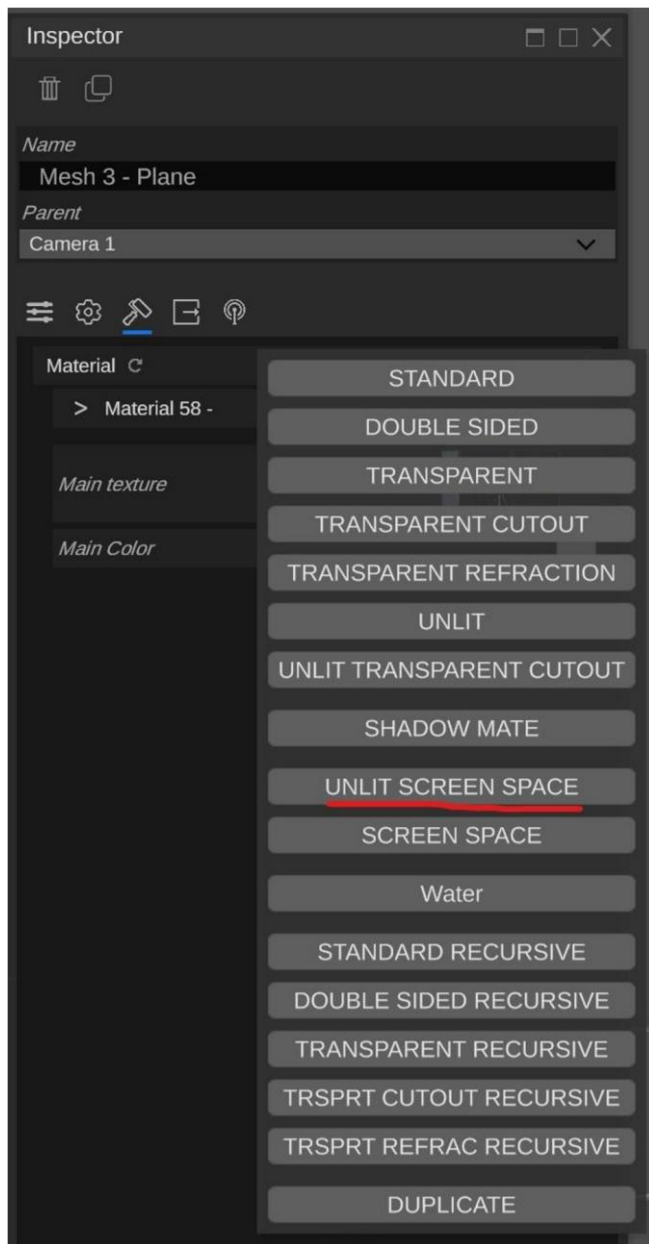 Inspector
Name
Mesh 3 - Plane
Parent
Camera 1
Material
STANDARD
> Material 58 -
DOUBLE SIDED
Main texture
TRANSPARENT
TRANSPARENT CUTOUT
Main Color
TRANSPARENT REFRACTION
UNLIT
UNLIT TRANSPARENT CUTOUT
SHADOW MATE
UNLIT SCREEN SPACE
SCREEN SPACE
Water
STANDARD RECURSIVE
DOUBLE SIDED RECURSIVE
TRANSPARENT RECURSIVE
TRSPRT CUTOUT RECURSIVE
TRSPRT REFRAC RECURSIVE
DUPLICATE